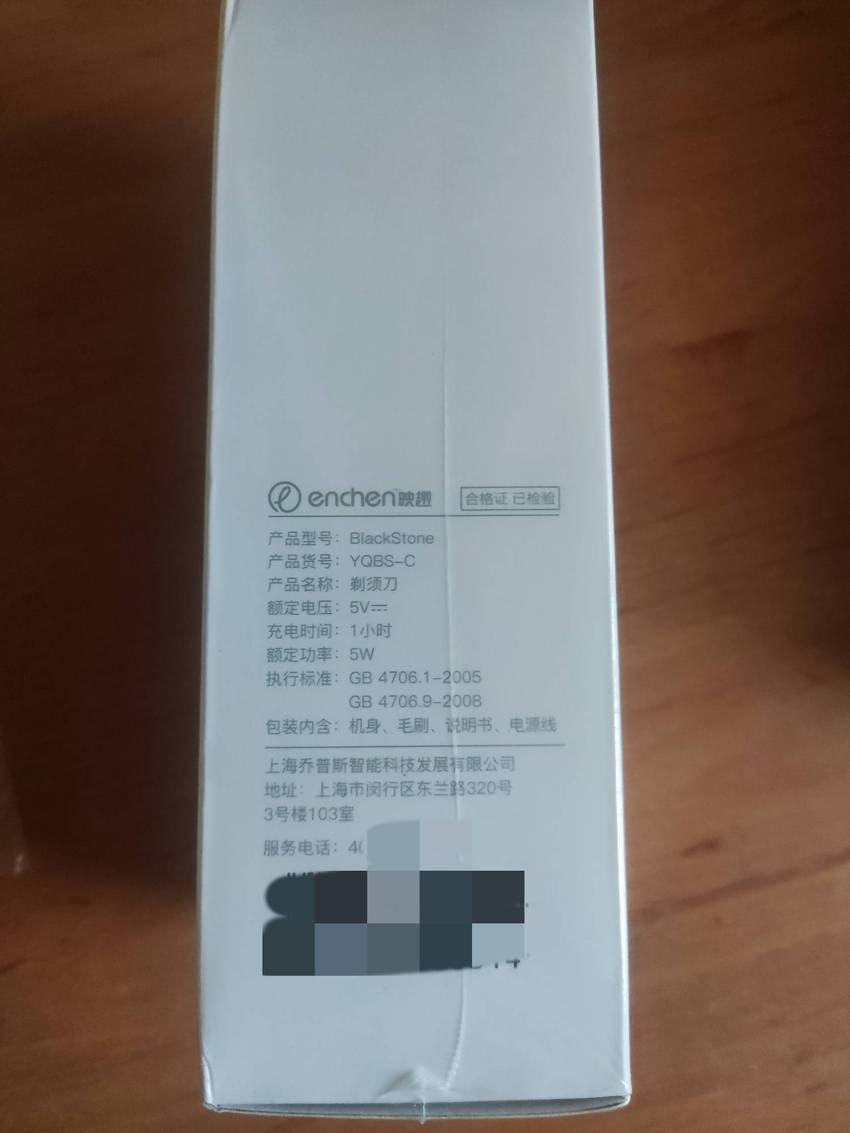 enchen™映趣 合格证 已检验
产品型号：BlackStone
产品货号：YQBS-C
产品名称：剃须刀
额定电压：5V⎓
充电时间：1小时
额定功率：5W
执行标准：GB 4706.1-2005
GB 4706.9-2008
包装内含：机身、毛刷、说明书、电源线
上海乔普斯智能科技发展有限公司
地址：上海市闵行区东兰路320号
3号楼103室
服务电话：4